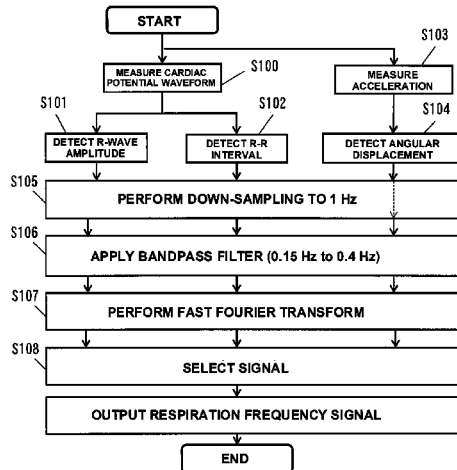 START
S100
S103
MEASURE CARDIAC
POTENTIAL WAVEFORM
MEASURE
ACCELERATION
S101
S102
S104
DETECT R-WAVE
AMPLITUDE
DETECT R-R
INTERVAL
DETECT ANGULAR
DISPLACEMENT
S105
PERFORM DOWN-SAMPLING TO 1 Hz
S106
APPLY BANDPASS FILTER (0.15 Hz to 0.4 Hz)
S107
PERFORM FAST FOURIER TRANSFORM
S108
SELECT SIGNAL
OUTPUT RESPIRATION FREQUENCY SIGNAL
END